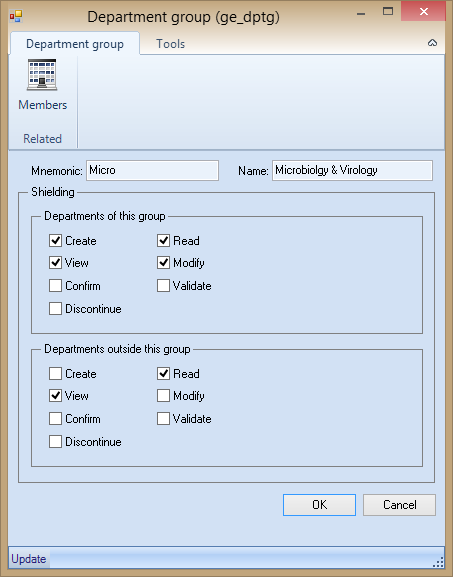 Department group (ge_dptg)
Department group Tools
Members
Related
Mnemonic: Micro Name: Microbiolgy & Virology
Shielding
Departments of this group
Create Read
View Modify
Confirm Validate
Discontinue
Departments outside this group
Create Read
View Modify
Confirm Validate
Discontinue
OK Cancel
Update